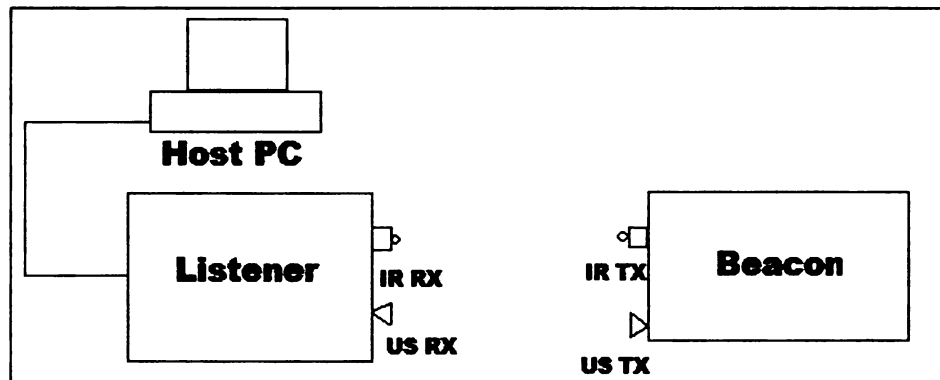 Host PC
Listener
IR RX
US RX
IR TX
Beacon
US TX